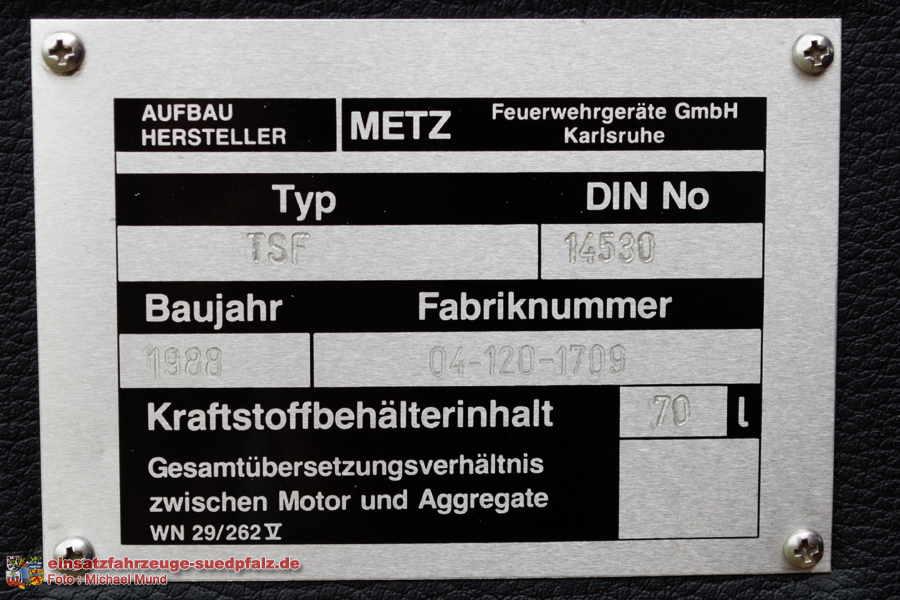 AUFBAU
HERSTELLER
METZ
Feuerwehrgeräte GmbH
Karlsruhe
Typ
DIN No
TSF
14530
Baujahr
Fabriknummer
1988
04-120-1709
Kraftstoffbehälterinhalt
70 l
Gesamtübersetzungsverhältnis
zwischen Motor und Aggregate
WN 29/262 V
einsatzfahrzeuge-suedpfalz.de
Foto : Michael Mund